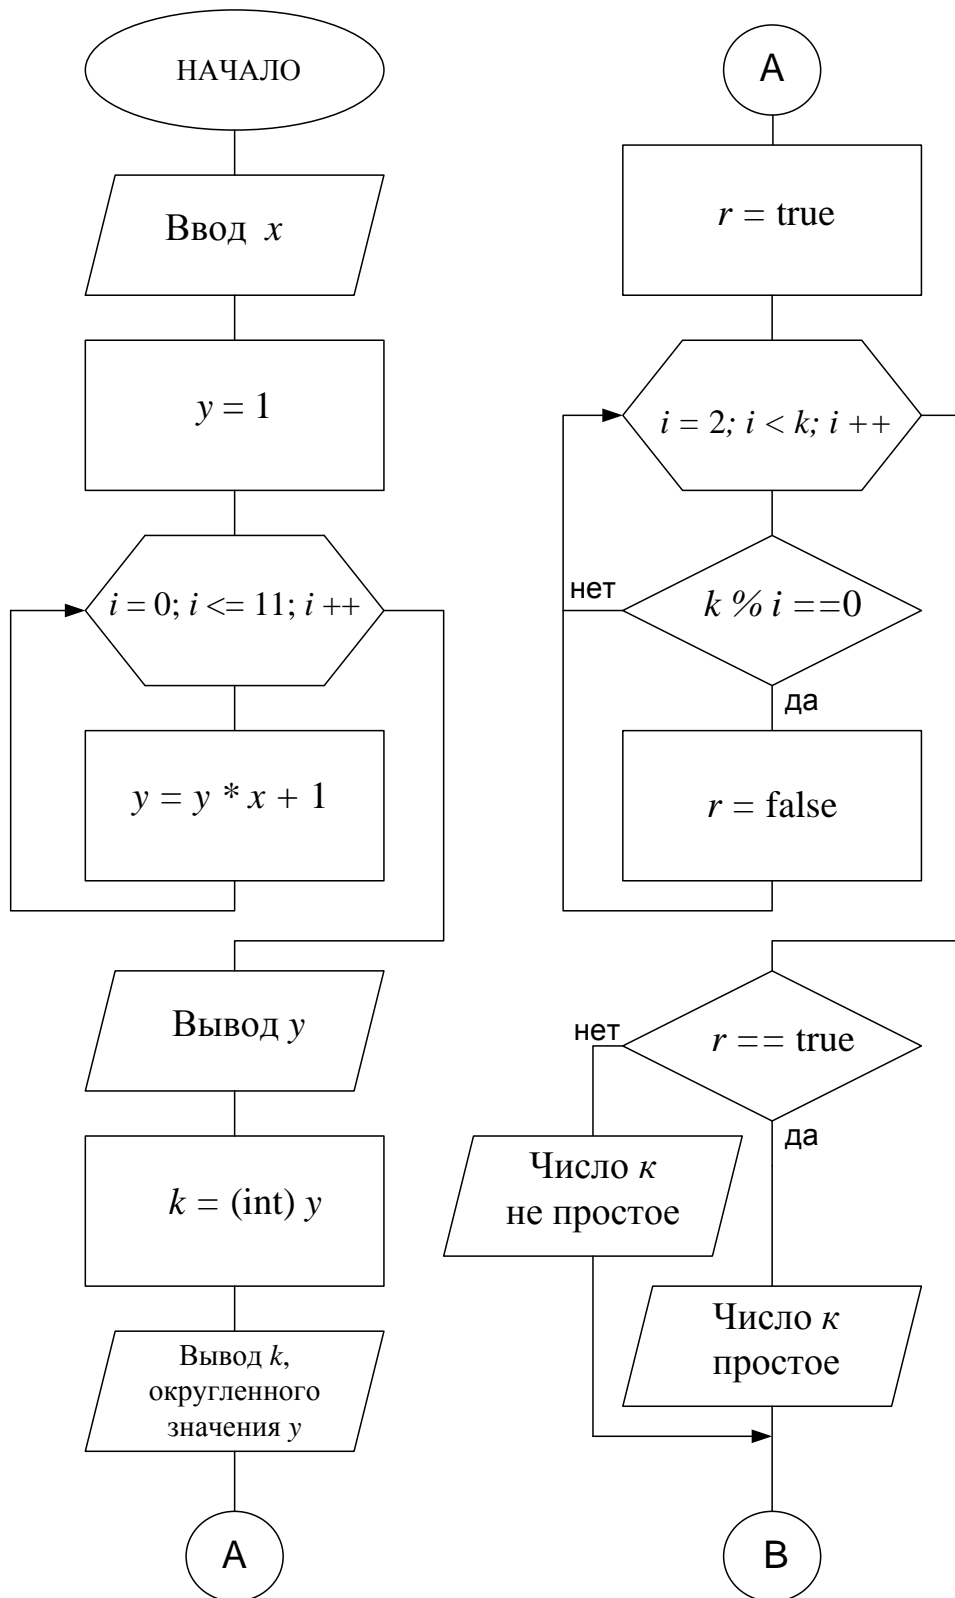 НАЧАЛО
Ввод x
y = 1
i = 0; i <= 11; i ++
y = y * x + 1
Вывод y
k = (int) y
Вывод k,
округленного
значения y
A
A
r = true
i = 2; i < k; i ++
нет
k % i ==0
да
r = false
нет
r == true
да
Число к
не простое
Число к
простое
B